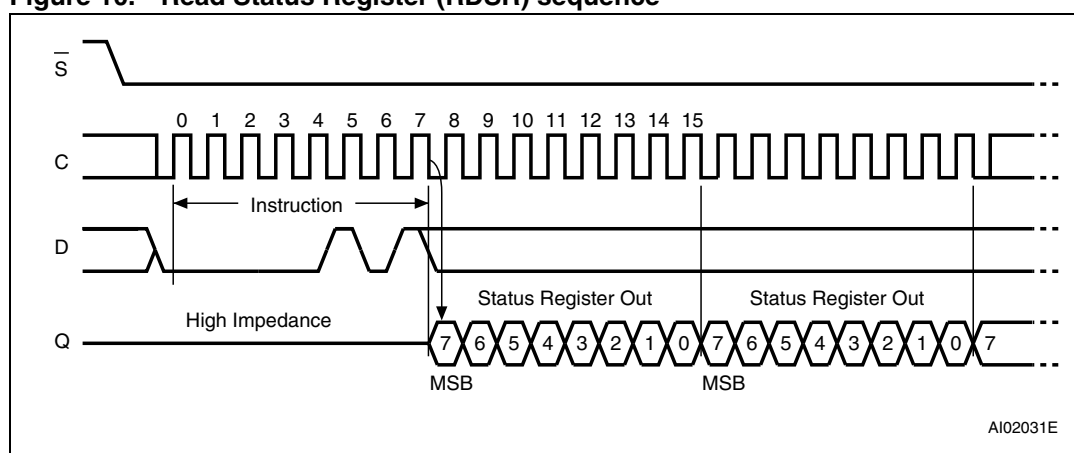 Figure 10. Read Status Register (RDSR) sequence
S
0 1 2 3 4 5 6 7 8 9 10 11 12 13 14 15
C
Instruction
D
Status Register Out Status Register Out
High Impedance
Q
7 6 5 4 3 2 1 0 7 6 5 4 3 2 1 0 7
MSB MSB
AI02031E